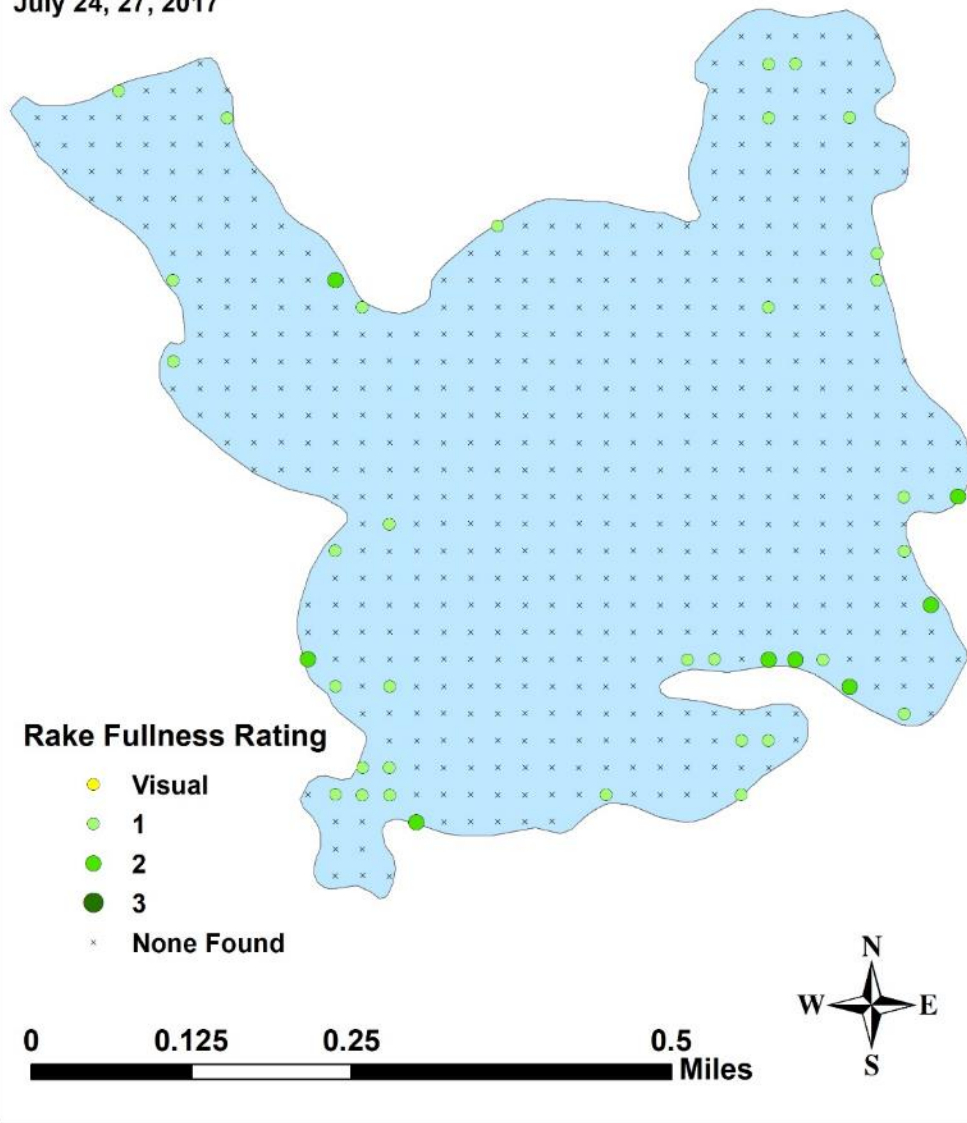 July 24, 27, 2017
Rake Fullness Rating
Visual
1
2
3
None Found
N
W E
S
0 0.125 0.25 0.5
Miles